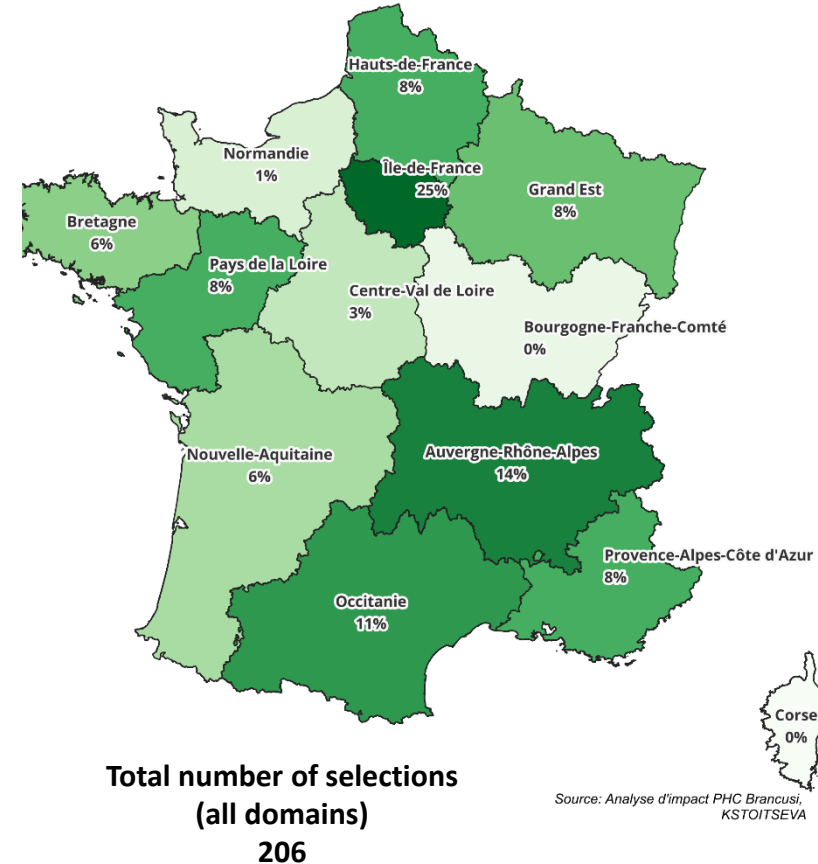 Hauts-de-France
8%
Normandie
1%
Île-de-France
25%
Grand Est
8%
Bretagne
6%
Pays de la Loire
8%
Centre-Val de Loire
3%
Bourgogne-Franche-Comté
0%
Nouvelle-Aquitaine
6%
Auvergne-Rhône-Alpes
14%
Provence-Alpes-Côte d'Azur
8%
Occitanie
11%
Corse
0%
Total number of selections
(all domains)
206
Source: Analyse d'impact PHC Brancusi,
KSTOITSEVA